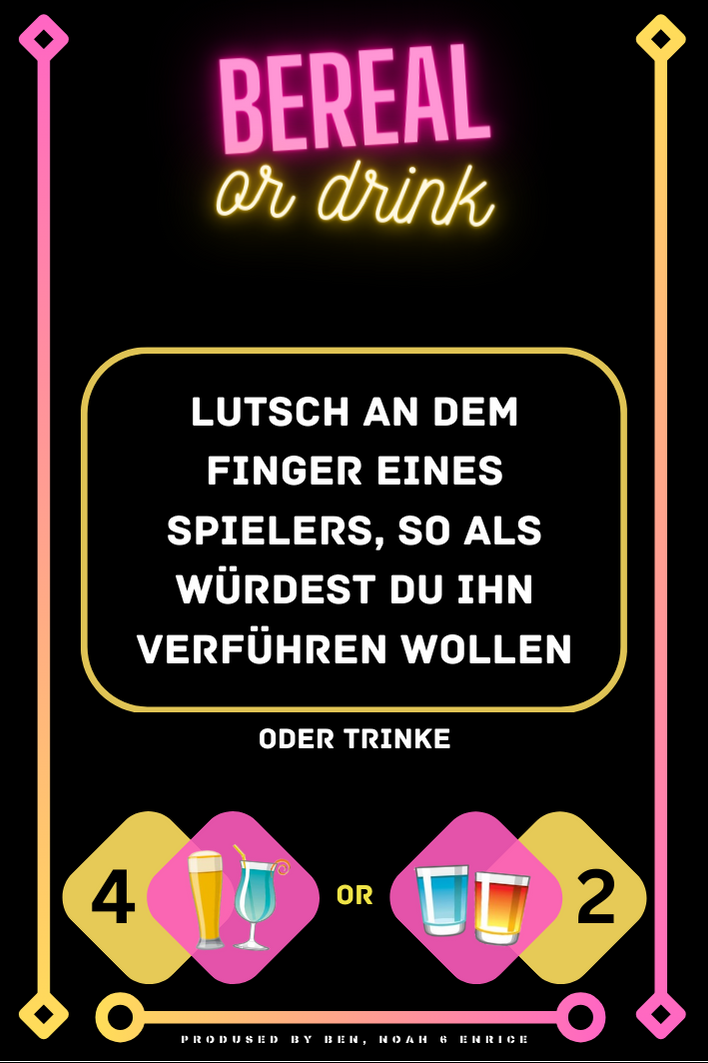 BEREAL
or drink
LUTSCH AN DEM
FINGER EINES
SPIELERS, SO ALS
WÜRDEST DU IHN
VERFÜHREN WOLLEN
ODER TRINKE
4 OR 2
PRODUSED BY BEN, NOAH & ENRICE